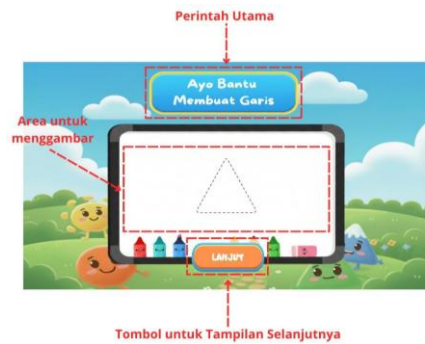 Perintah Utama
Ayo Bantu
Membuat Garis
Area untuk
menggambar
LANJUT
Tombol untuk Tampilan Selanjutnya